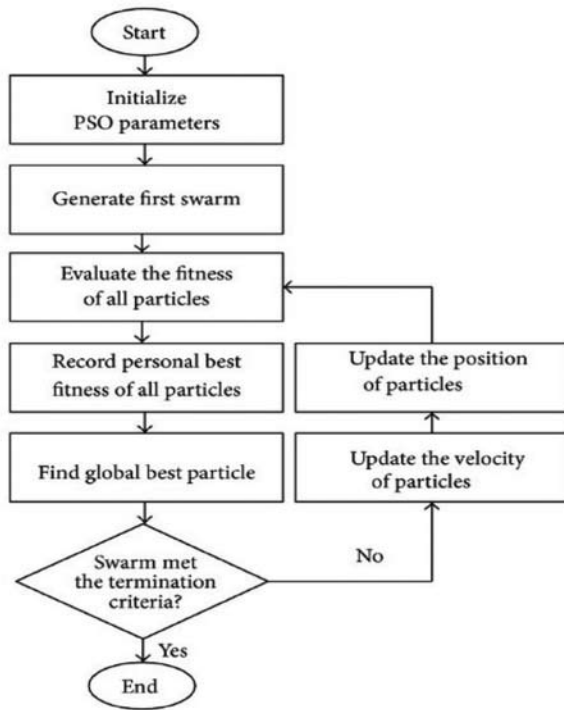 Start
Initialize
PSO parameters
Generate first swarm
Evaluate the fitness
of all particles
Record personal best
fitness of all particles
Find global best particle
Swarm met
the termination
criteria?
Yes
End
No
Update the velocity
of particles
Update the position
of particles